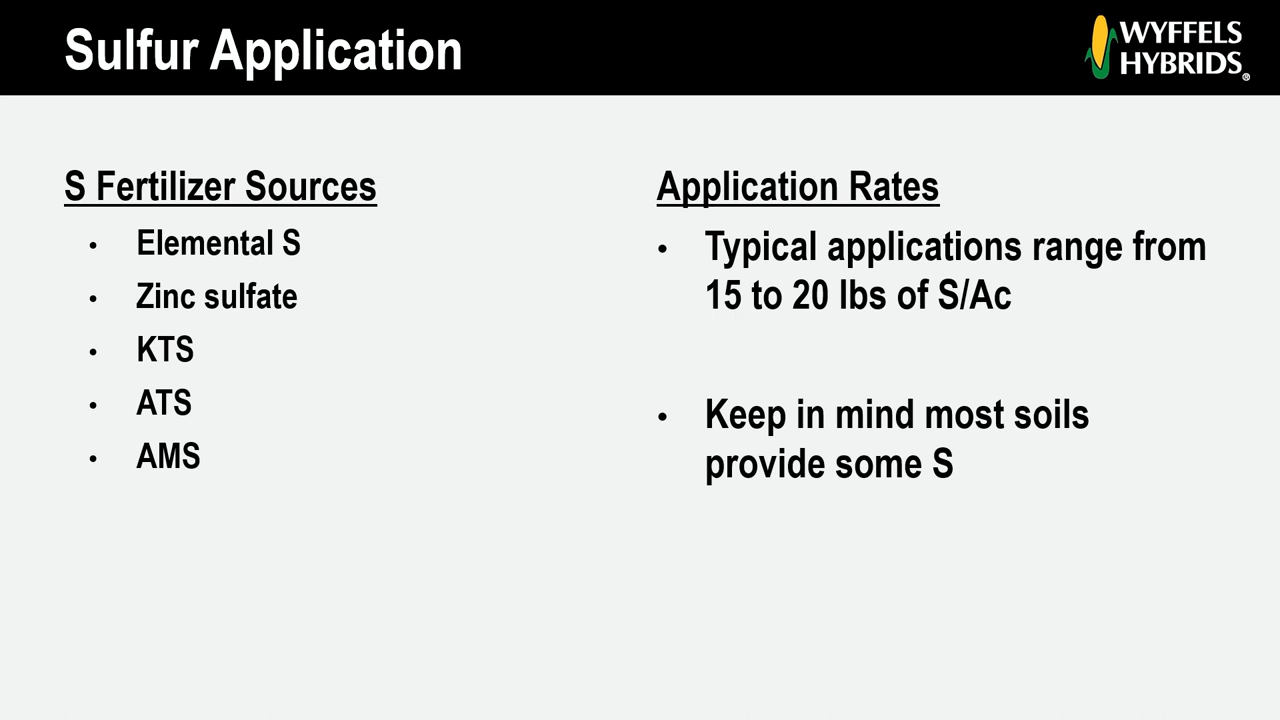 Sulfur Application
WYFFELS
HYBRIDS®
S Fertilizer Sources
• Elemental S
• Zinc sulfate
• KTS
• ATS
• AMS
Application Rates
• Typical applications range from
15 to 20 lbs of S/Ac
• Keep in mind most soils
provide some S